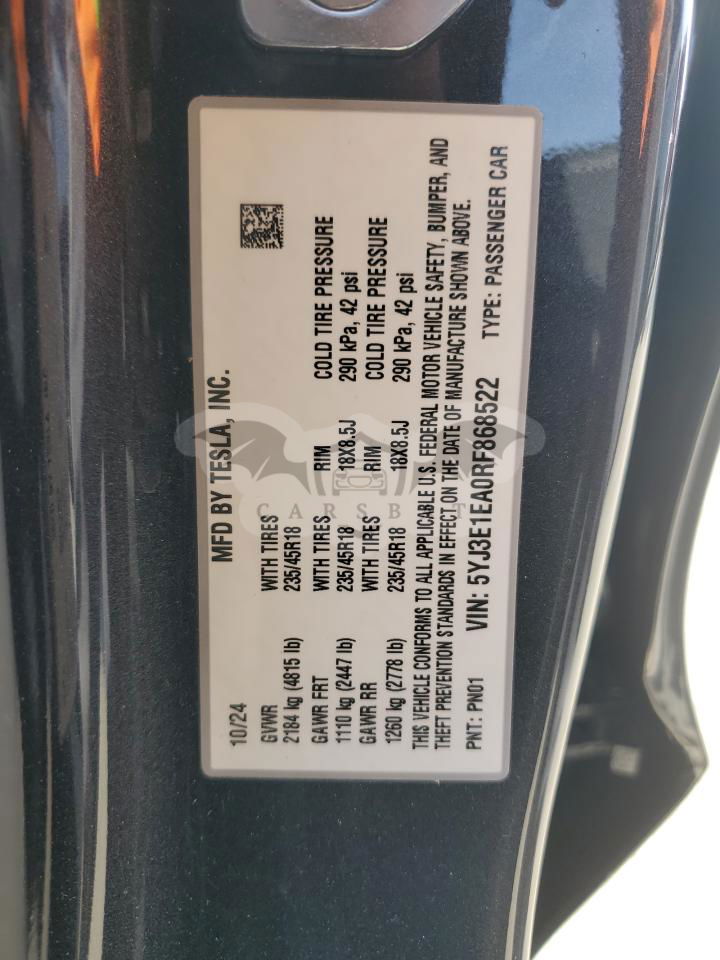 MFD BY TESLA, INC.
10/24
GVWR WITH TIRES RIM COLD TIRE PRESSURE
2184 kg (4815 lb) 235/45R18
GAWR FRT WITH TIRES RIM COLD TIRE PRESSURE
1110 kg (2447 lb) 235/45R18 18X8.5J 290 kPa, 42 psi
GAWR RR WITH TIRES RIM COLD TIRE PRESSURE
1260 kg (2778 lb) 235/45R18 18X8.5J 290 kPa, 42 psi
THIS VEHICLE CONFORMS TO ALL APPLICABLE U.S. FEDERAL MOTOR VEHICLE SAFETY, BUMPER, AND
THEFT PREVENTION STANDARDS IN EFFECT ON THE DATE OF MANUFACTURE SHOWN ABOVE.
PNT: PN01 VIN: 5YJ3E1EA0RF868522 TYPE: PASSENGER CAR